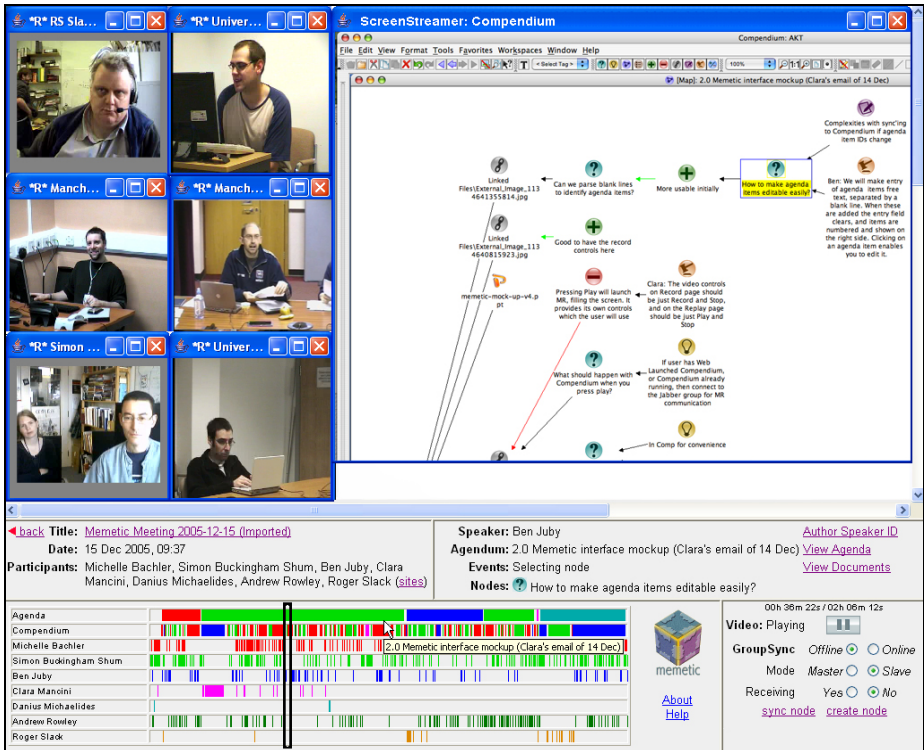 *R* RS Sla...
*R* Univer...
ScreenStreamer: Compendium
Compendium: AKT
File Edit View Format Tools Favorites Workspaces Window Help
< Select Tag >
100%
[Map]: 2.0 Memetic interface mockup (Clara's email of 14 Dec)
Complexities with sync'ing
to Compendium if agenda
item IDs change
Linked
Files\External_Image_113
4641355814.jpg
Can we parse blank lines
to identify agenda items?
More usable initially
How to make agenda
items editable easily?
Ben: We will make entry
of agenda items free
text, separated by a
blank line. When these
are added the entry field
clears, and items are
numbered and shown on
the right side. Clicking on
an agenda item enables
you to edit it.
*R* Manch...
*R* Manch...
Linked
Files\External_Image_113
4640815923.jpg
Good to have the record
controls here
memetic-mock-up-v4.p
pt
Pressing Play will launch
MR, filling the screen. It
provides its own controls
which the user will use
Clara: The video controls
on Record page should
be just Record and Stop,
and on the Replay page
should be just Play and
Stop
*R* Simon ...
*R* Univer...
What should happen with
Compendium when you
press play?
If user has Web
Launched Compendium,
or Compendium already
running, then connect to
the Jabber group for MR
communication
In Comp for convenience
back Title: Memetic Meeting 2005-12-15 (Imported)
Date: 15 Dec 2005, 09:37
Participants: Michelle Bachler, Simon Buckingham Shum, Ben Juby, Clara
Mancini, Danius Michaelides, Andrew Rowley, Roger Slack (sites)
Speaker: Ben Juby
Author Speaker ID
Agendum: 2.0 Memetic interface mockup (Clara's email of 14 Dec)
View Agenda
Events: Selecting node
View Documents
Nodes: ? How to make agenda items editable easily?
Agenda
Compendium
Michelle Bachler
2.0 Memetic interface mockup (Clara's email of 14 Dec)
Simon Buckingham Shum
Ben Juby
Clara Mancini
Danius Michaelides
Andrew Rowley
Roger Slack
memetic
About
Help
00h 36m 22s / 02h 06m 12s
Video: Playing
GroupSync Offline Online
Mode Master Slave
Receiving Yes No
sync node create node